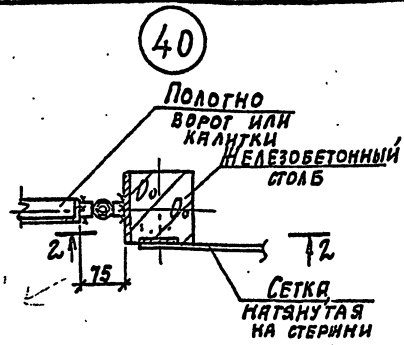 40
Полотно
ворот или
калитки
Железобетонный
столб
2
2
75
Сетка
натянутая
на стержни